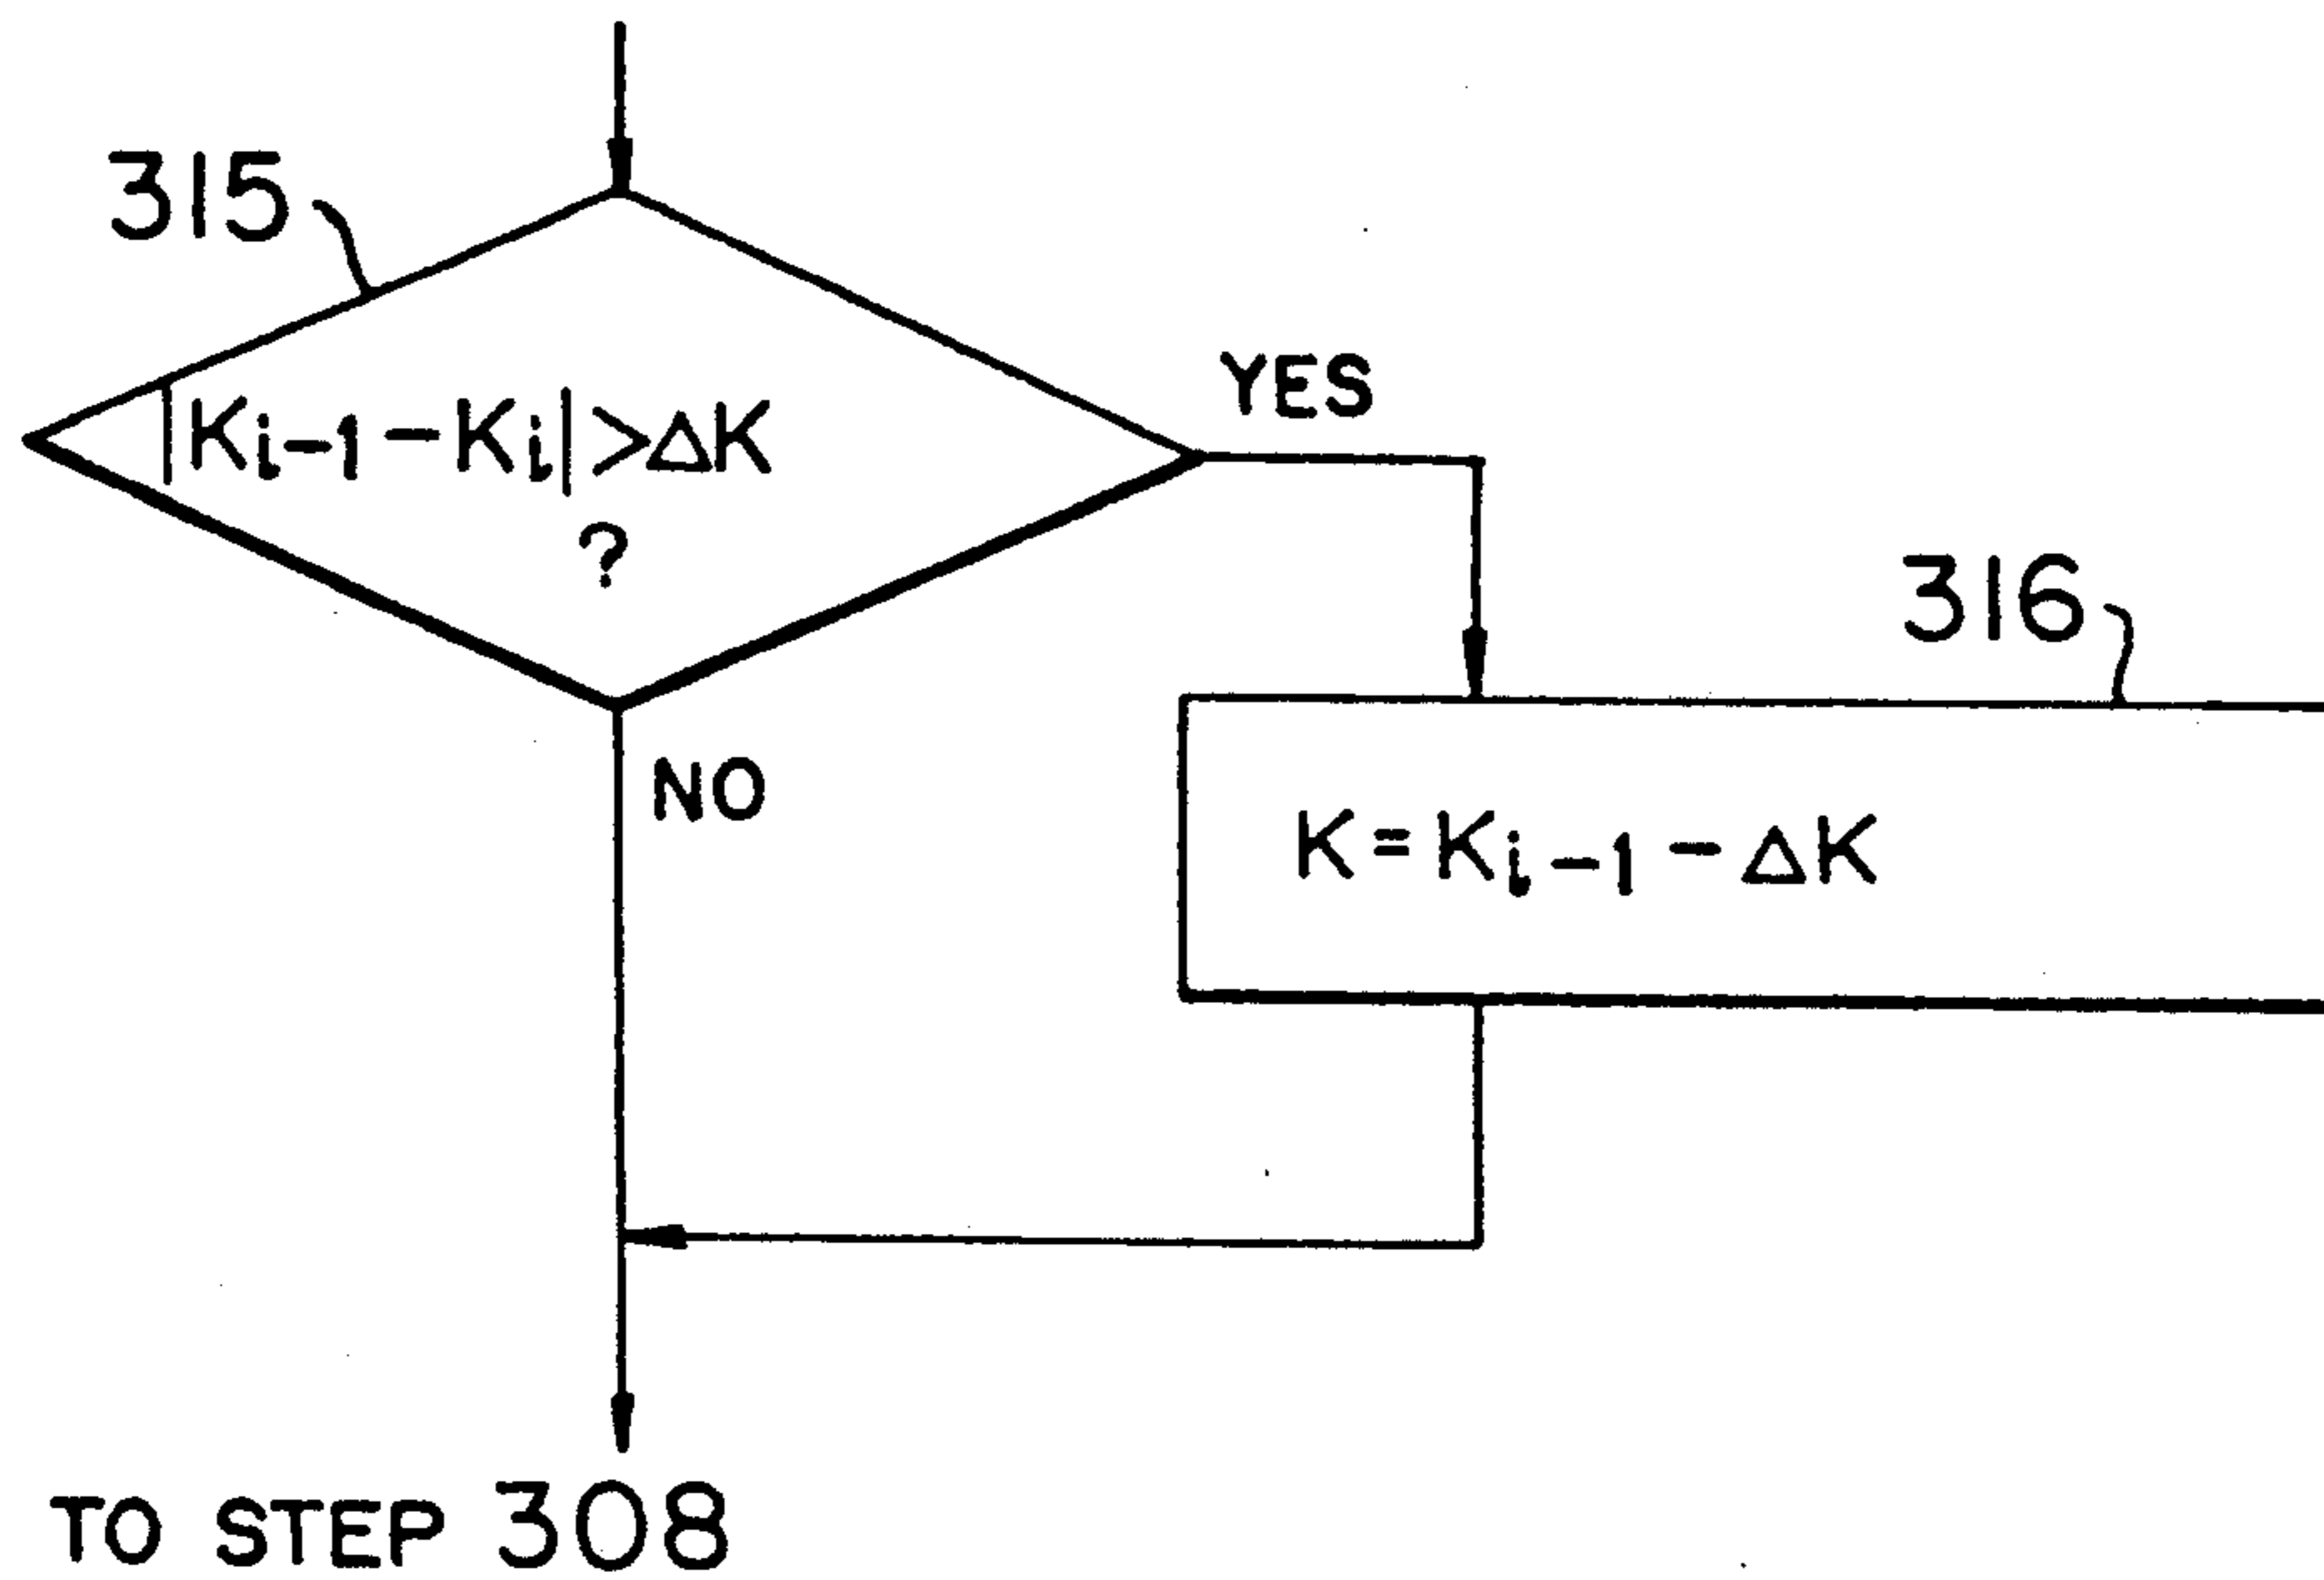 315
|Ki-1-Ki|>ΔK
?
YES
316
NO
K=Ki-1-ΔK
TO STEP 308